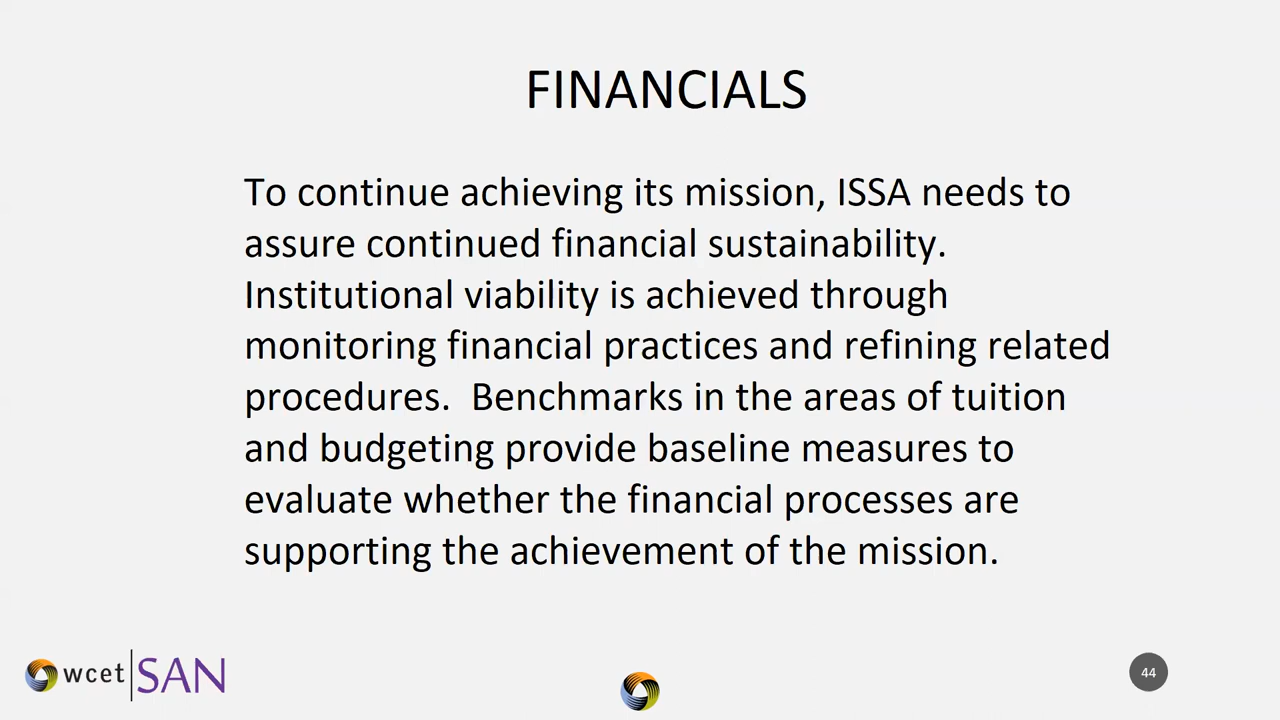 FINANCIALS
To continue achieving its mission, ISSA needs to
assure continued financial sustainability.
Institutional viability is achieved through
monitoring financial practices and refining related
procedures.  Benchmarks in the areas of tuition
and budgeting provide baseline measures to
evaluate whether the financial processes are
supporting the achievement of the mission.
wcet SAN
44